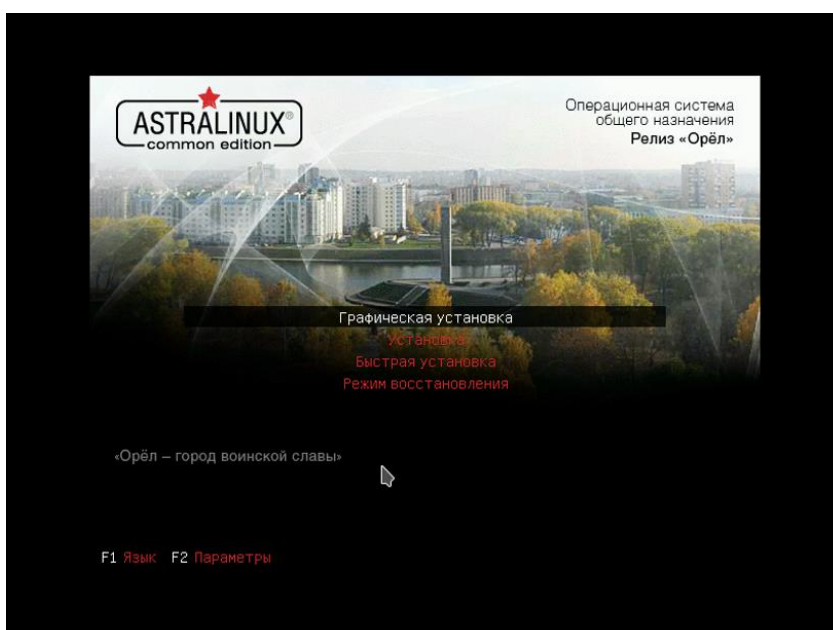 ASTRALINUX®
common edition
Операционная система
общего назначения
Релиз «Орёл»
Графическая установка
Установка
Быстрая установка
Режим восстановления
«Орёл – город воинской славы»
F1 Язык F2 Параметры